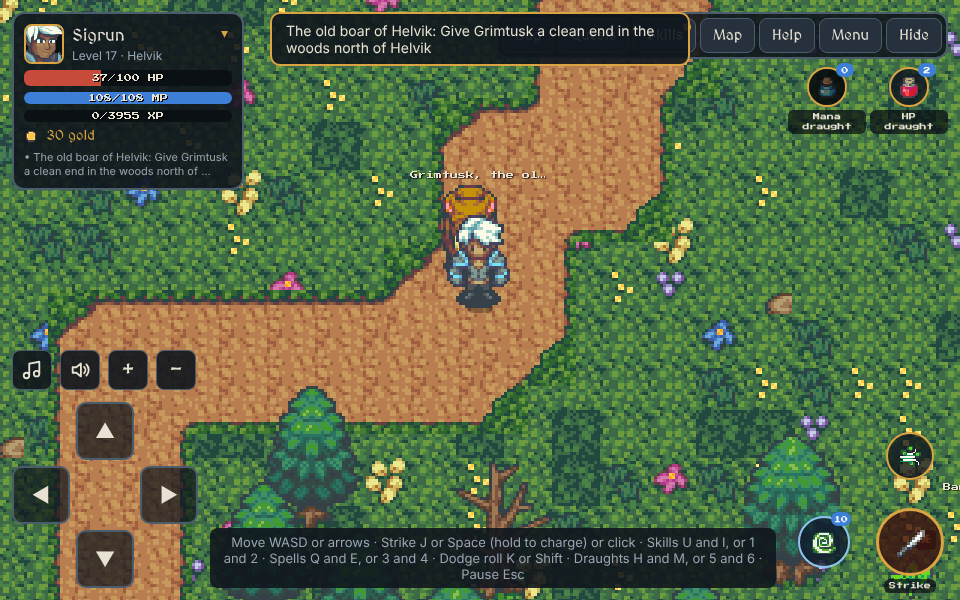 Sigrun
Level 17 · Helvik
37/100 HP
108/108 MP
0/3955 XP
30 gold
• The old boar of Helvik: Give Grimtusk
a clean end in the woods north of ...
The old boar of Helvik: Give Grimtusk a clean end in the
woods north of Helvik
Map
Help
Menu
Hide
0
2
Mana
draught
HP
draught
Grimtusk, the ol…
10
Strike
Move WASD or arrows · Strike J or Space (hold to charge) or click · Skills U and I, or 1
and 2 · Spells Q and E, or 3 and 4 · Dodge roll K or Shift · Draughts H and M, or 5 and 6 ·
Pause Esc